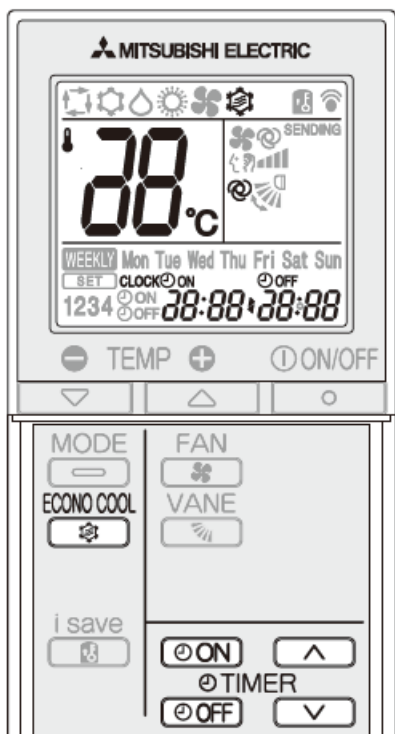 MITSUBISHI ELECTRIC
SENDING
88°C
WEEKLY Mon Tue Wed Thu Fri Sat Sun
SET CLOCK ON OFF
1234 ON OFF 88:88 88:88
TEMP ON/OFF
MODE FAN
ECONO COOL VANE
i save
ON
TIMER
OFF